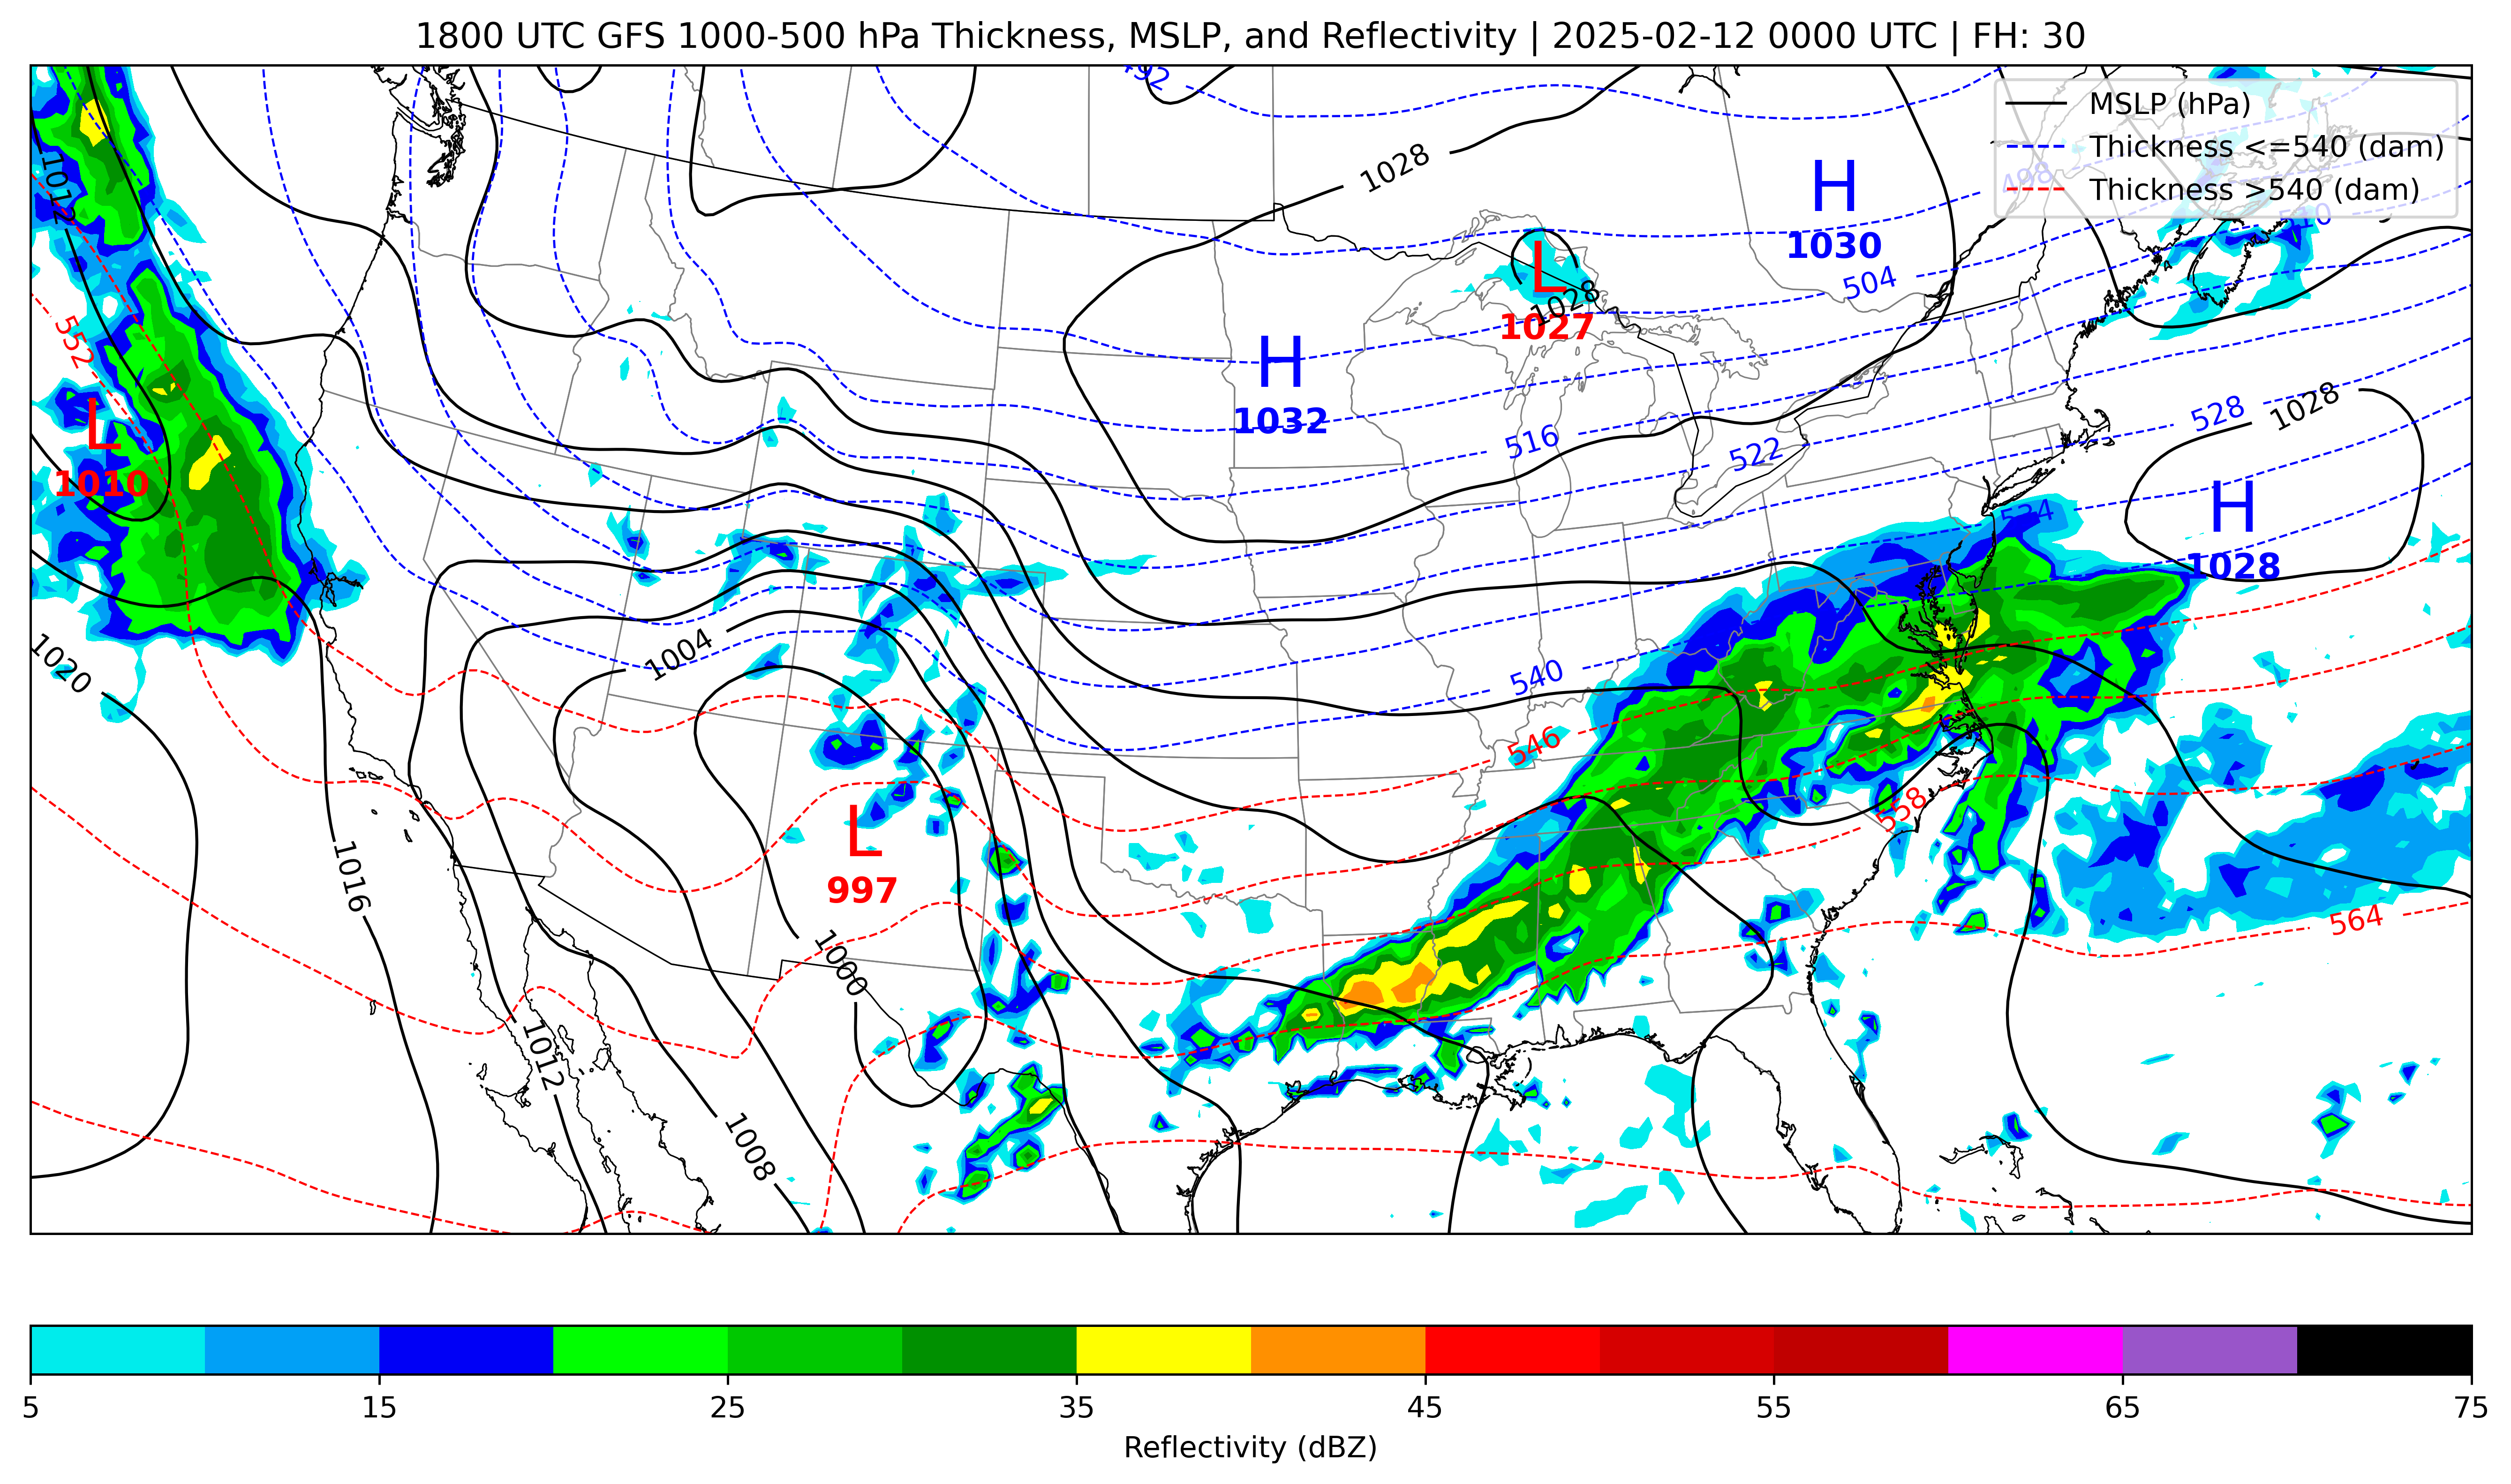 1800 UTC GFS 1000-500 hPa Thickness, MSLP, and Reflectivity | 2025-02-12 0000 UTC | FH: 30
MSLP (hPa)
Thickness <=540 (dam)
Thickness >540 (dam)
492
1028
1012
498
H
1030
510
504
L
1028
1027
552
H
1032
L
1010
516
522
528
1028
H
1028
534
1020
1004
540
546
558
L
997
1016
564
1000
1012
1008
5 15 25 35 45 55 65 75
Reflectivity (dBZ)